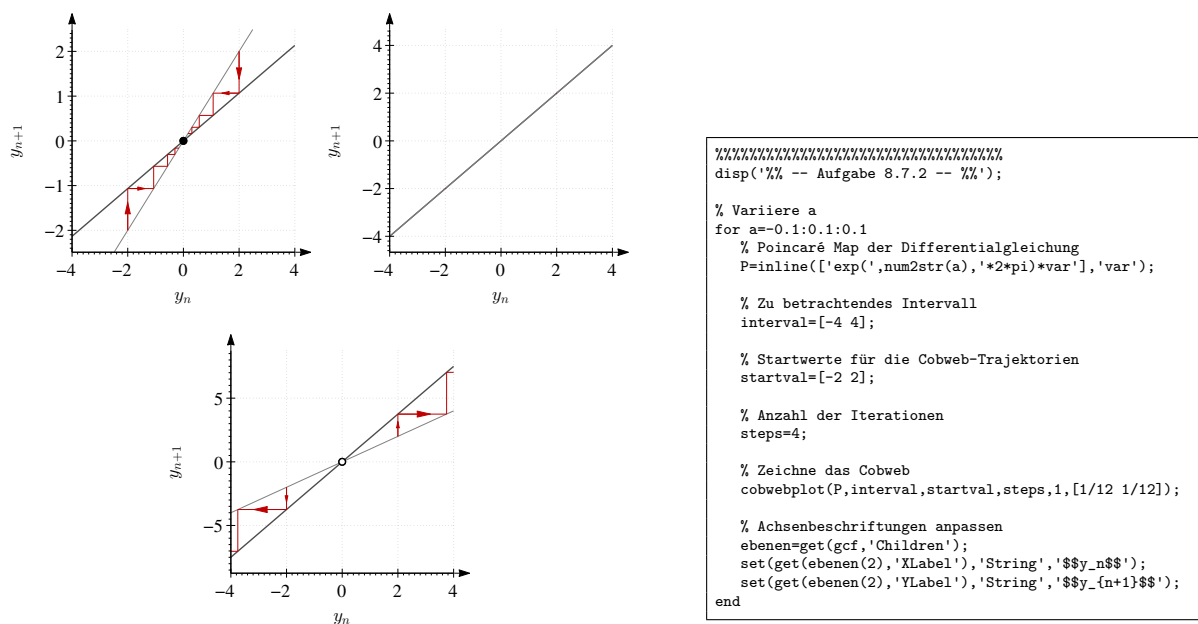 2
1
0
−1
−2
−4
−2
0
2
4
y_n
y_{n+1}
4
2
0
−2
−4
−4
−2
0
2
4
y_n
y_{n+1}
5
0
−5
−4
−2
0
2
4
y_n
y_{n+1}
%%%%%%%%%%%%%%%%%%%%%%%%%%%%%%%%%%
disp('%% -- Aufgabe 8.7.2 -- %%');
% Variiere a
for a=-0.1:0.1:0.1
% Poincaré Map der Differentialgleichung
P=inline(['exp(',num2str(a),'*2*pi)*var'],'var');
% Zu betrachtendes Intervall
interval=[-4 4];
% Startwerte für die Cobweb-Trajektorien
startval=[-2 2];
% Anzahl der Iterationen
steps=4;
% Zeichne das Cobweb
cobwebplot(P,interval,startval,steps,1,[1/12 1/12]);
% Achsenbeschriftungen anpassen
ebenen=get(gcf,'Children');
set(get(ebenen(2),'XLabel'),'String','$$y_n$$');
set(get(ebenen(2),'YLabel'),'String','$$y_{n+1}$$');
end